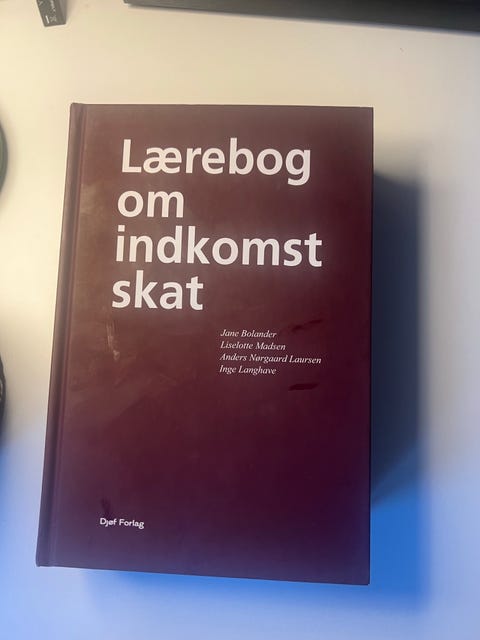 Lærebog
om
indkomst
skat
Jane Bolander
Liselotte Madsen
Anders Nørgaard Laursen
Inge Langhave
Djøf Forlag